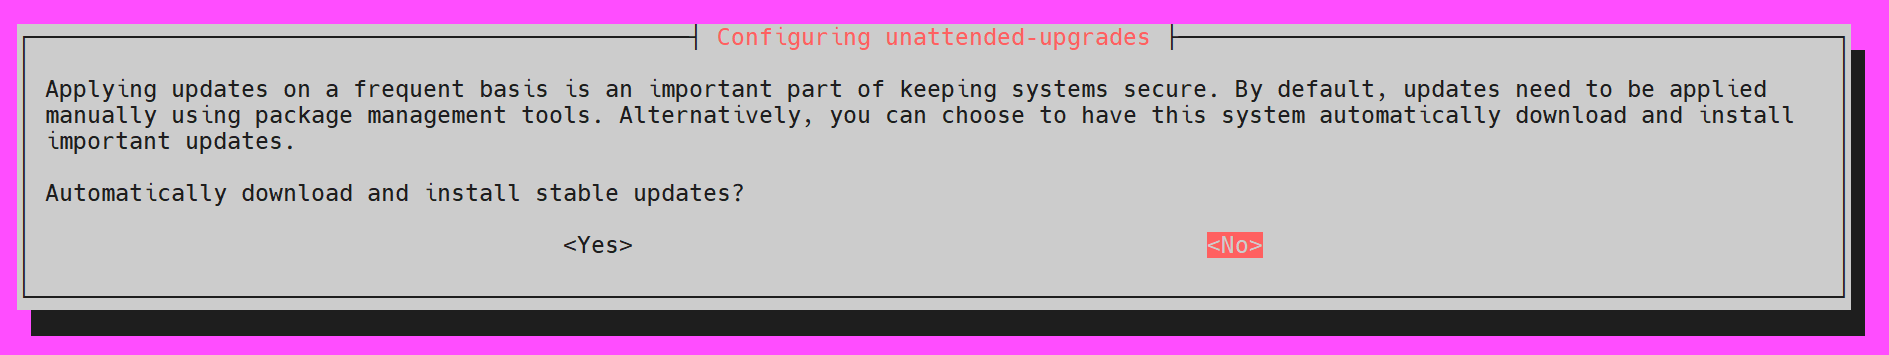 Configuring unattended-upgrades
Applying updates on a frequent basis is an important part of keeping systems secure. By default, updates need to be applied
manually using package management tools. Alternatively, you can choose to have this system automatically download and install
important updates.
Automatically download and install stable updates?
<Yes> <No>